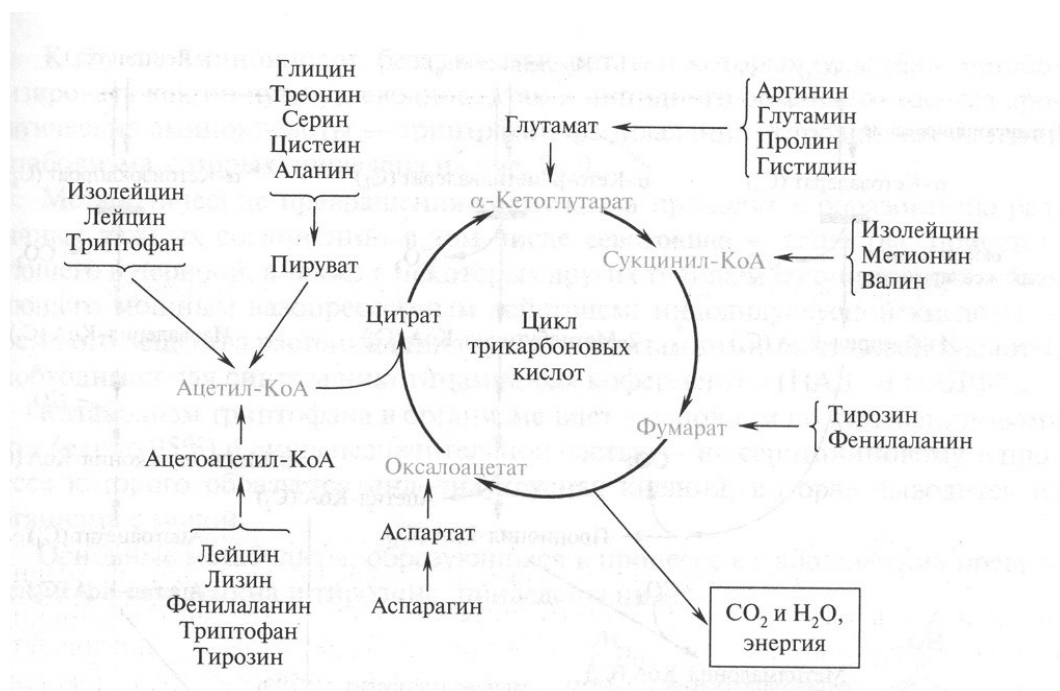 Глицин
Треонин
Серин
Цистеин
Аланин
Глутамат
Аргинин
Глутамин
Пролин
Гистидин
Изолейцин
Лейцин
Триптофан
Пируват
α-Кетоглутарат
Сукцинил-КоА
Изолейцин
Метионин
Валин
Цитрат
Цикл
трикарбоновых
кислот
Ацетил-КоА
Фумарат
Тирозин
Фенилаланин
Ацетоацетил-КоА
Оксалоацетат
Лейцин
Лизин
Фенилаланин
Триптофан
Тирозин
Аспартат
Аспарагин
CO₂ и H₂O,
энергия